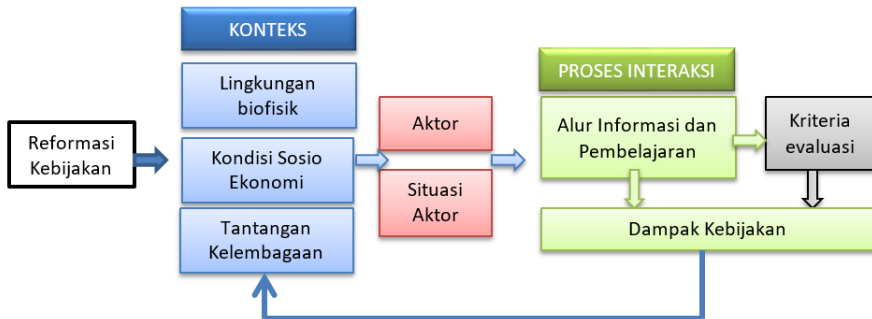 Reformasi
Kebijakan
KONTEKS
Lingkungan
biofisik
Kondisi Sosio
Ekonomi
Tantangan
Kelembagaan
Aktor
Situasi
Aktor
PROSES INTERAKSI
Alur Informasi dan
Pembelajaran
Kriteria
evaluasi
Dampak Kebijakan